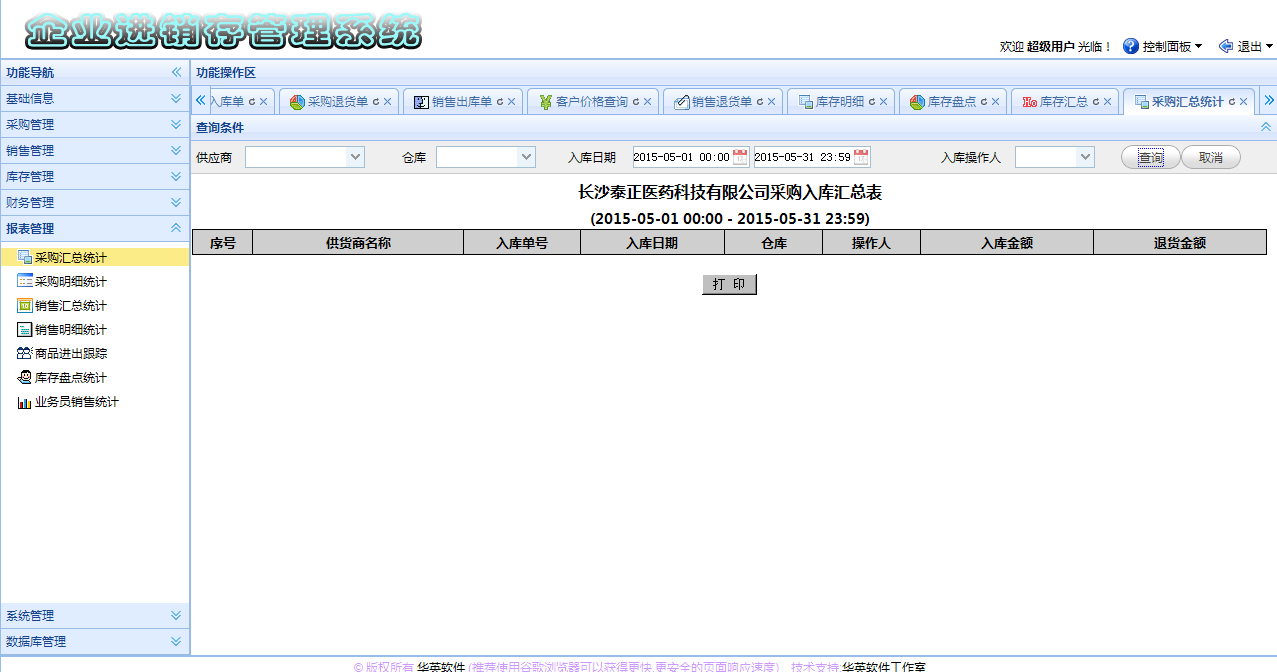 企业进销存管理系统
欢迎 超级用户 光临！ 控制面板 退出
功能导航
基础信息
采购管理
销售管理
库存管理
财务管理
报表管理
采购汇总统计
采购明细统计
销售汇总统计
销售明细统计
商品进出跟踪
库存盘点统计
业务员销售统计
系统管理
数据库管理
功能操作区
入库单 采购退货单 销售出库单 客户价格查询 销售退货单 库存明细 库存盘点 库存汇总 采购汇总统计
查询条件
供应商 仓库 入库日期 2015-05-01 00:00 2015-05-31 23:59 入库操作人 查询 取消
长沙泰正医药科技有限公司采购入库汇总表
(2015-05-01 00:00 - 2015-05-31 23:59)
序号 供货商名称 入库单号 入库日期 仓库 操作人 入库金额 退货金额
打 印
© 版权所有 华英软件 (推荐使用谷歌浏览器可以获得更快,更安全的页面响应速度) 技术支持 华英软件工作室